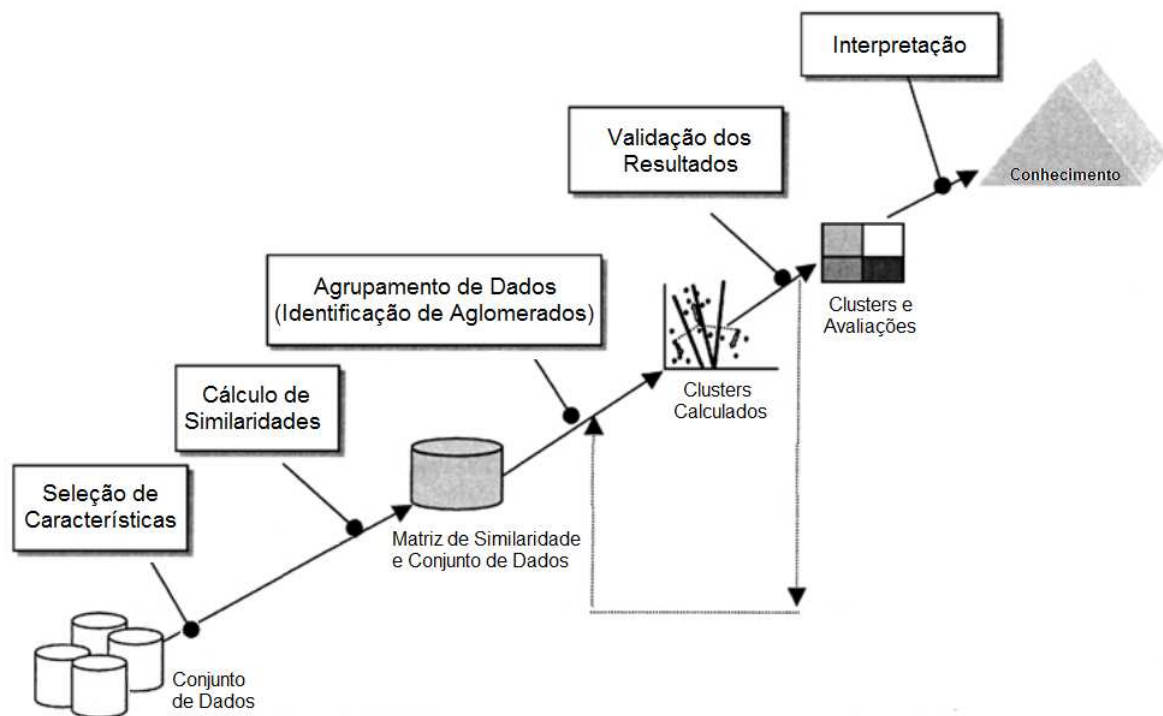 Interpretação
Validação dos
Resultados
Conhecimento
Agrupamento de Dados
(Identificação de Aglomerados)
Clusters e
Avaliações
Cálculo de
Similaridades
Clusters
Calculados
Seleção de
Características
Matriz de Similaridade
e Conjunto de Dados
Conjunto
de Dados